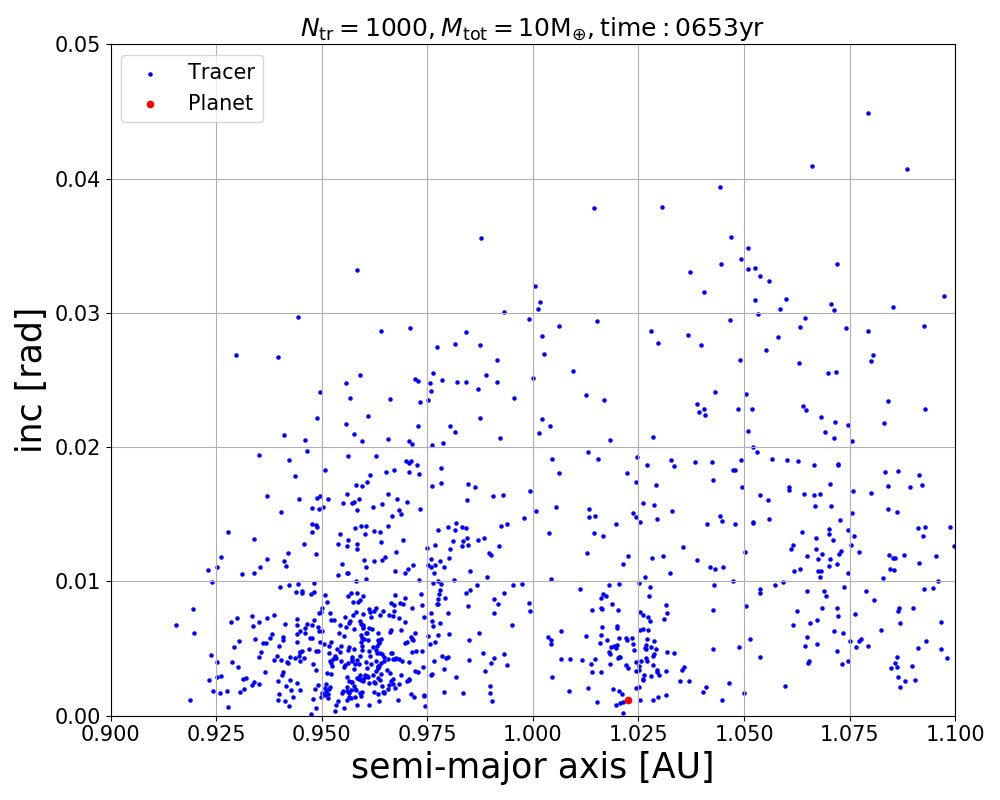 N_tr = 1000, M_tot = 10M_⊕, time : 0653yr
0.05
Tracer
Planet
0.04
0.03
0.02
0.01
0.00
inc [rad]
0.900 0.925 0.950 0.975 1.000 1.025 1.050 1.075 1.100
semi-major axis [AU]